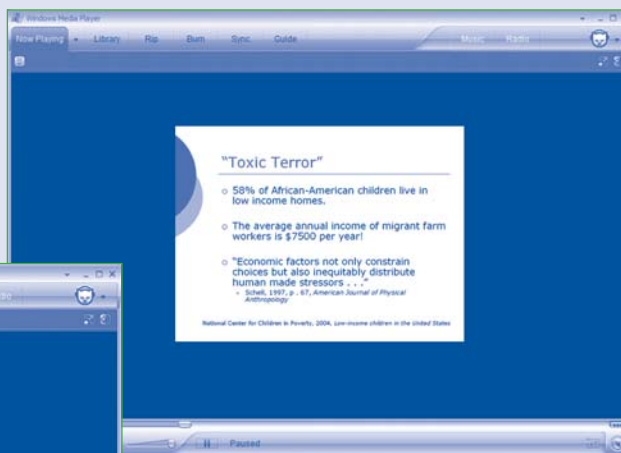 Windows Media Player
Now Playing Library Rip Burn Sync Guide Music Radio
"Toxic Terror"
58% of African-American children live in
low income homes.
The average annual income of migrant farm
workers is $7500 per year!
"Economic factors not only constrain
choices but also inequitably distribute
human made stressors . . ."
Schell, 1997, p. 67, American Journal of Physical
Anthropology
National Center for Children in Poverty, 2004. Low-income children in the United States
Paused